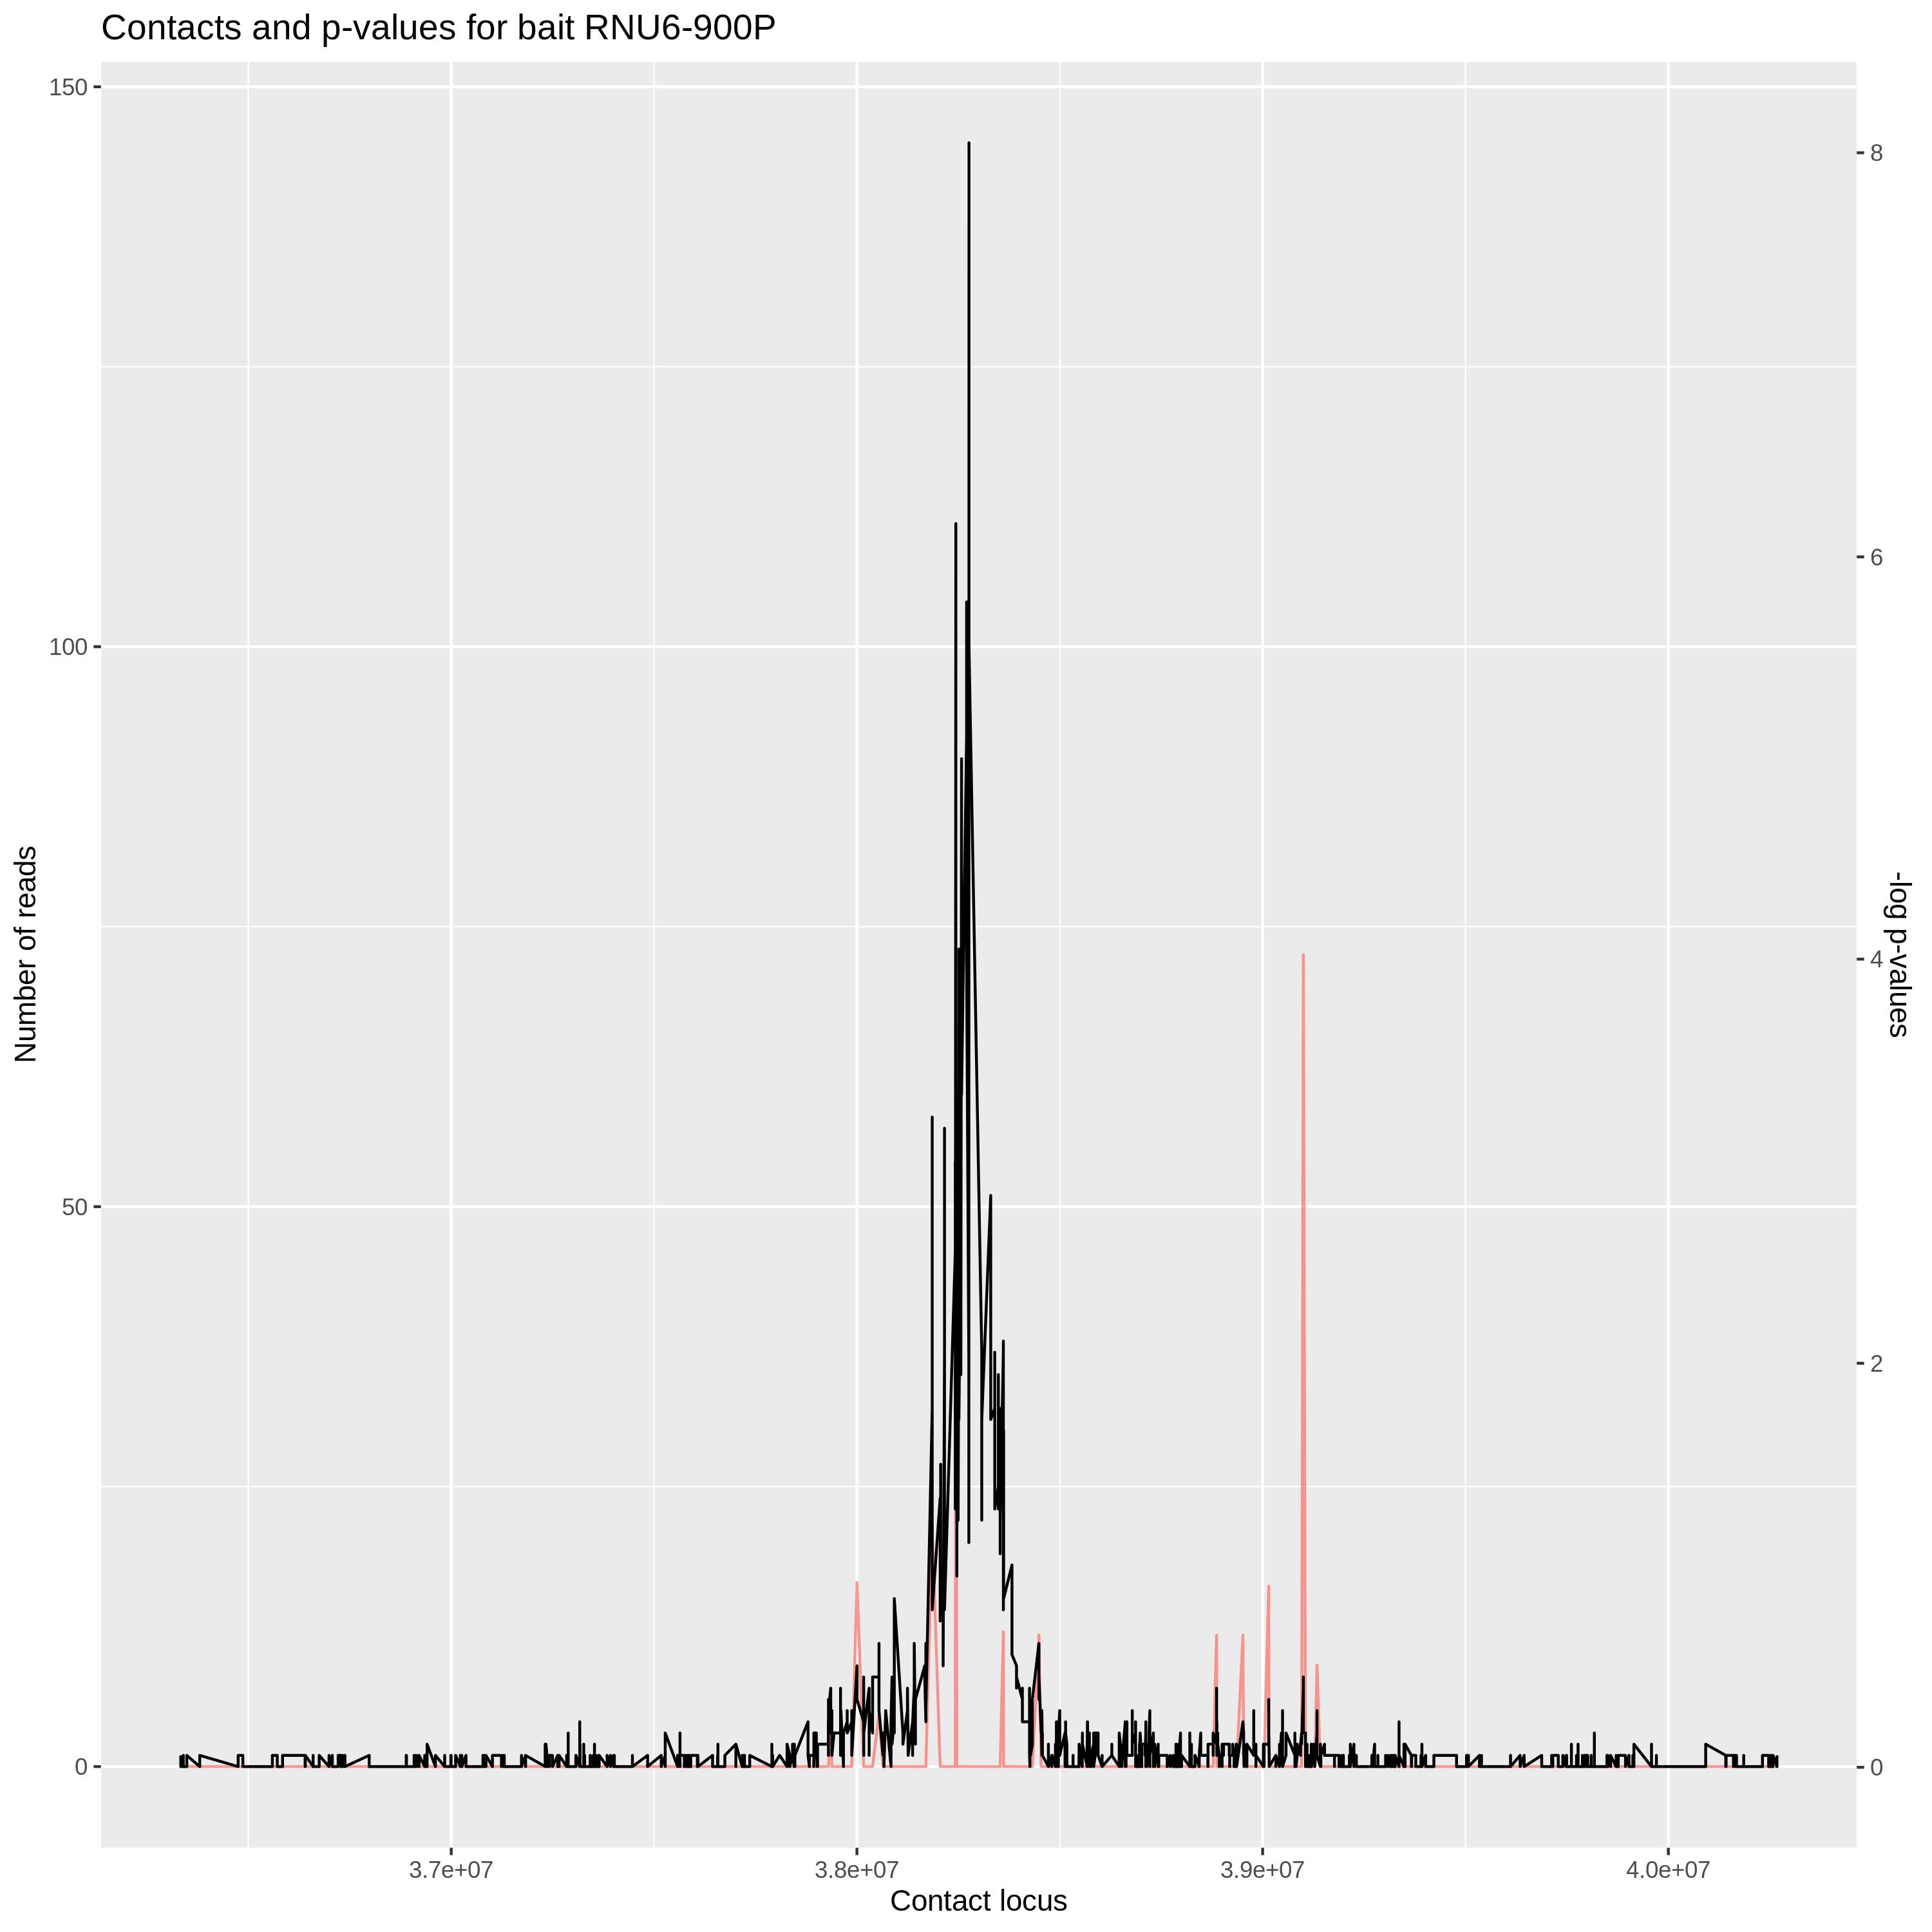 Contacts and p-values for bait RNU6-900P
150
100
50
0
Number of reads
8
6
4
2
0
-log p-values
3.7e+07
3.8e+07
3.9e+07
4.0e+07
Contact locus